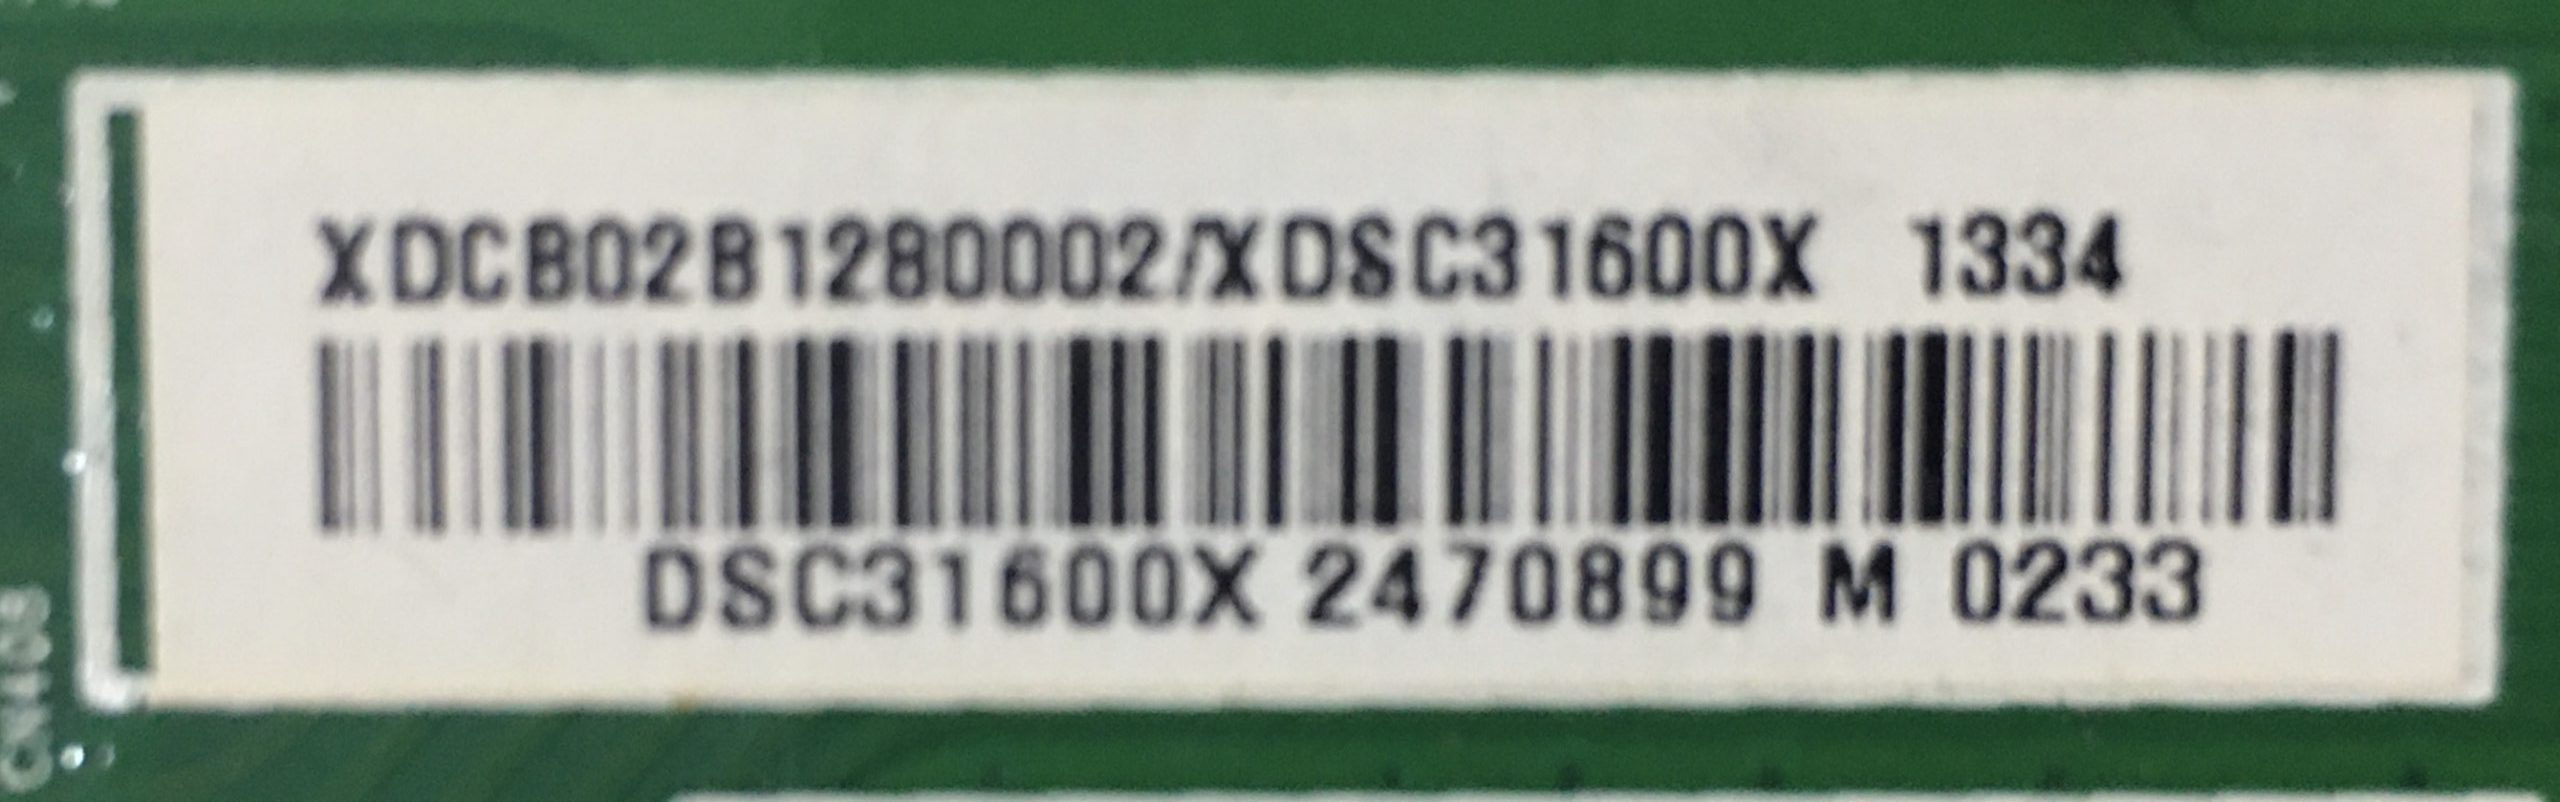 XDCB02B1280002/XDSC31600X 1334
DSC31600X 2470899 M 0233